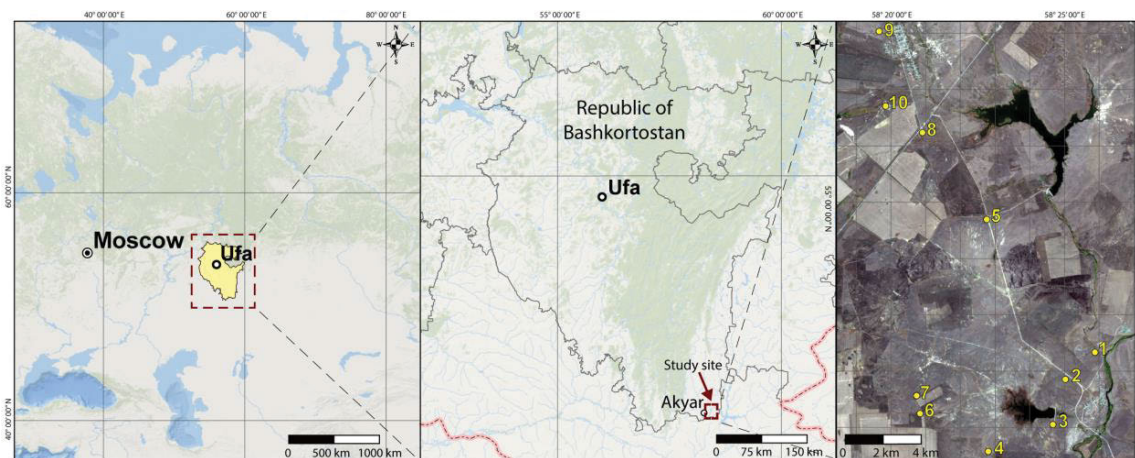 40° 00' 00"E 60° 00' 00"E 80° 00' 00"E
N
W E
S
60° 00' 00"N
Moscow
Ufa
40° 00' 00"N
0 500 km 1000 km
55° 00' 00"E 60° 00' 00"E
N
W E
S
Republic of
Bashkortostan
Ufa
55° 00' 00"N
Study site
Akyar
0 75 km 150 km
58° 20' 00"E 58° 25' 00"E
9
10
8
5
1
2
7
6
3
4
0 2 km 4 km